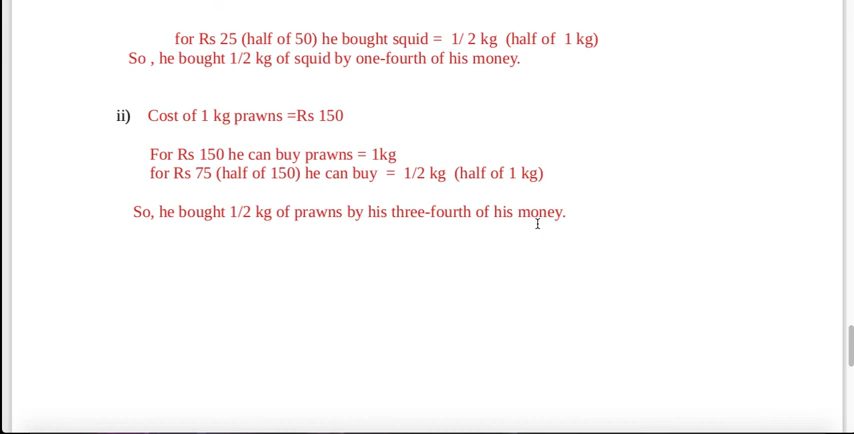 for Rs 25 (half of 50) he bought squid = 1/ 2 kg (half of 1 kg)
So , he bought 1/2 kg of squid by one-fourth of his money.
ii) Cost of 1 kg prawns =Rs 150
For Rs 150 he can buy prawns = 1kg
for Rs 75 (half of 150) he can buy = 1/2 kg (half of 1 kg)
So, he bought 1/2 kg of prawns by his three-fourth of his money.